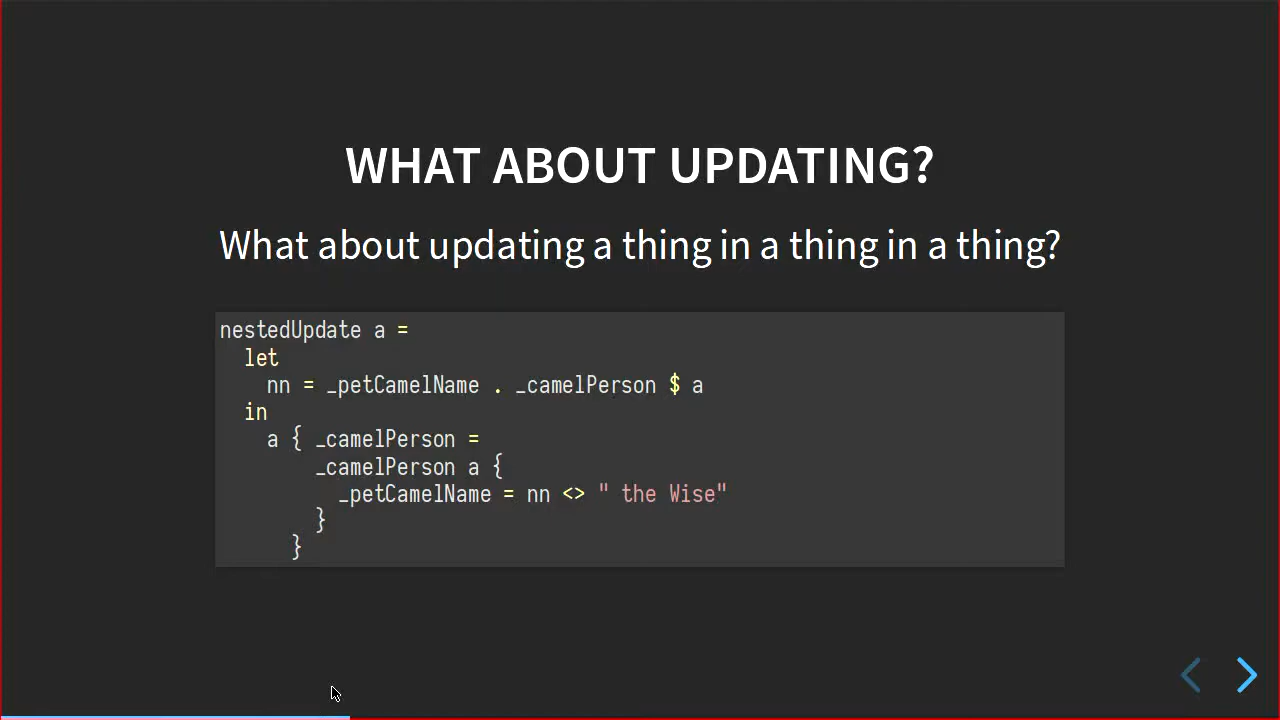 WHAT ABOUT UPDATING?
What about updating a thing in a thing in a thing?
nestedUpdate a =
  let
    nn = _petCamelName . _camelPerson $ a
  in
    a { _camelPerson =
        _camelPerson a {
          _petCamelName = nn <> " the Wise"
        }
      }